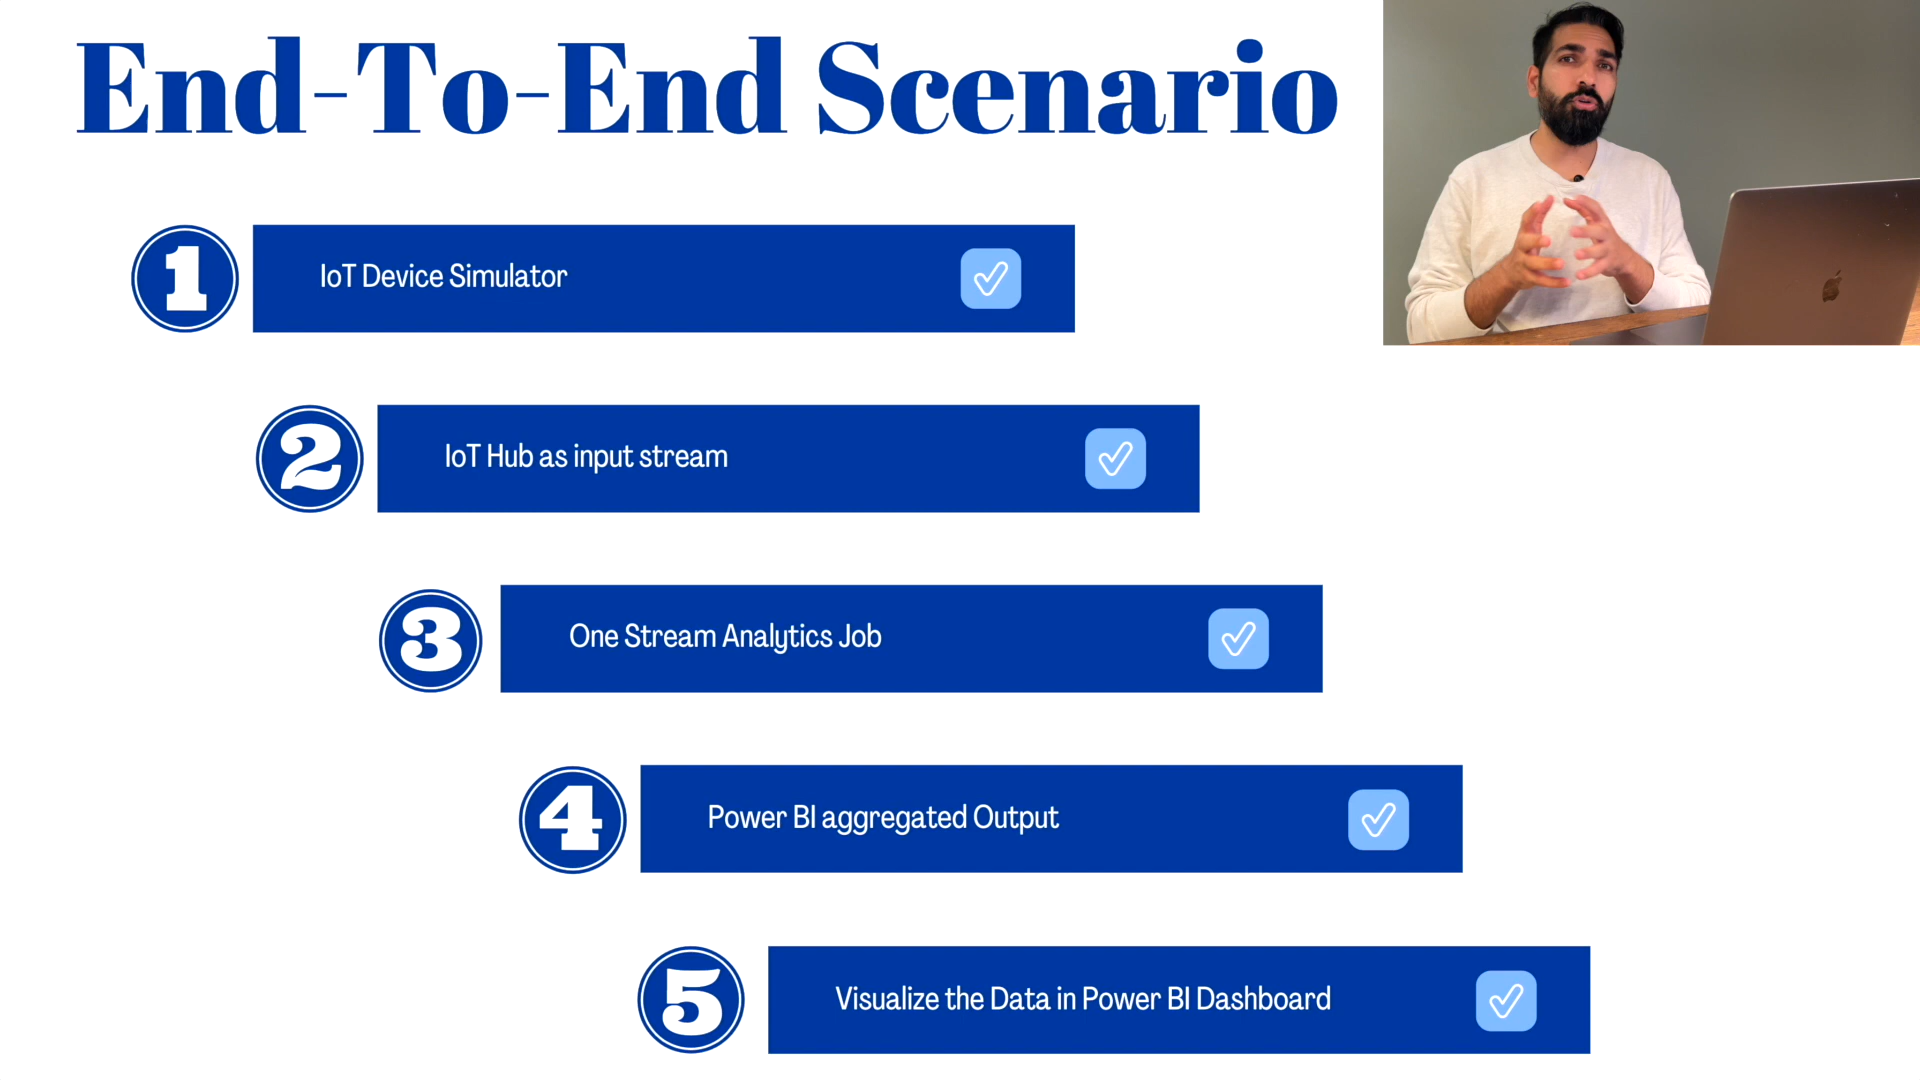 End-To-End Scenario
1
IoT Device Simulator
2
IoT Hub as input stream
3
One Stream Analytics Job
4
Power BI aggregated Output
5
Visualize the Data in Power BI Dashboard